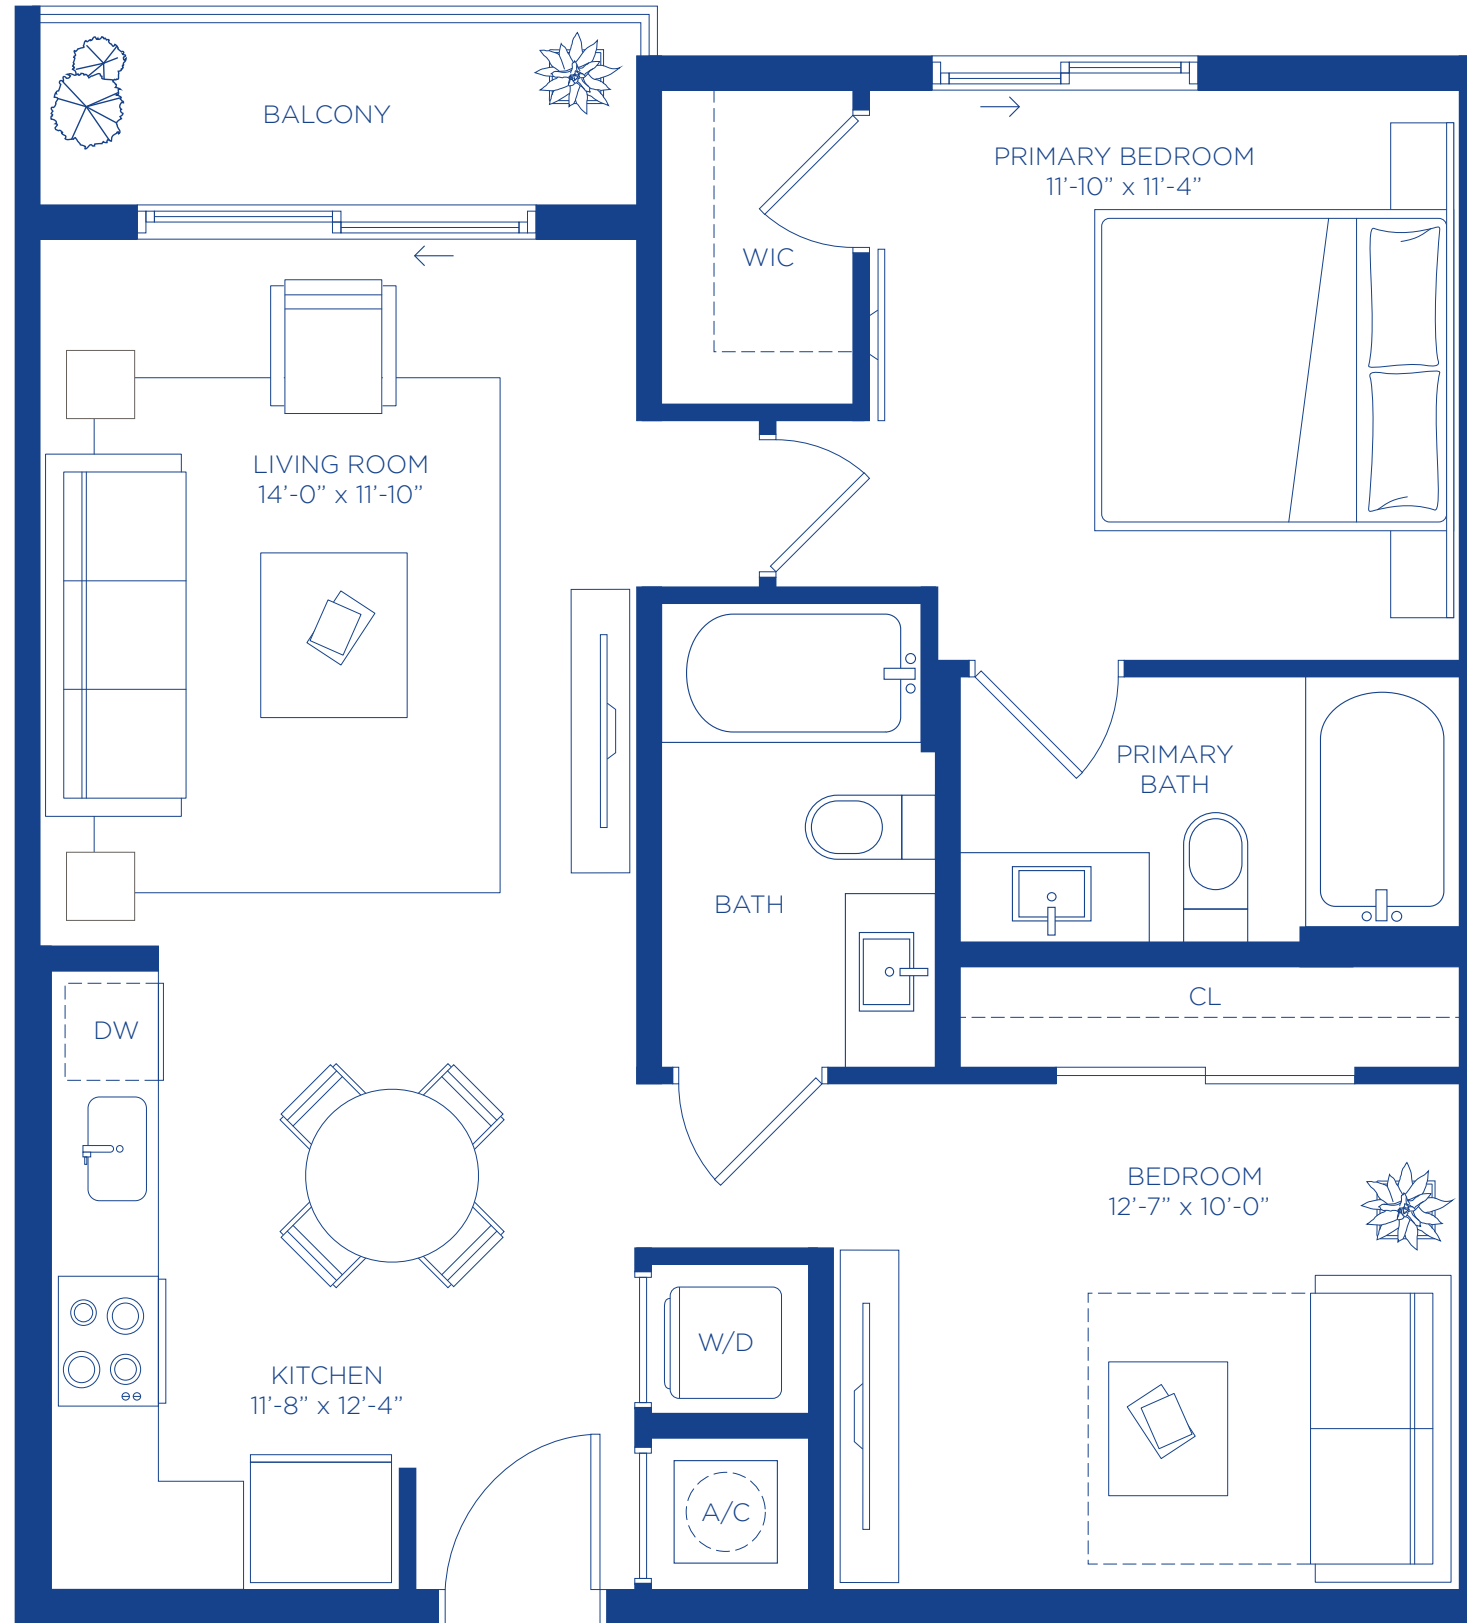 BALCONY
PRIMARY BEDROOM
11’-10” x 11’-4”
WIC
LIVING ROOM
14’-0” x 11’-10”
PRIMARY
BATH
BATH
CL
DW
BEDROOM
12’-7” x 10’-0”
W/D
KITCHEN
11’-8” x 12’-4”
A/C